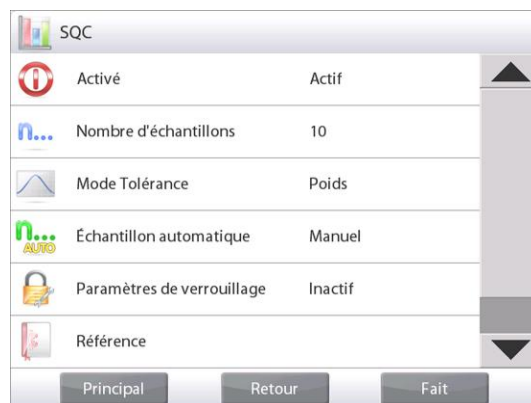 SQC
Activé Actif
n... Nombre d'échantillons 10
Mode Tolérance Poids
n... AUTO Échantillon automatique Manuel
Paramètres de verrouillage Inactif
Référence
Principal Retour Fait